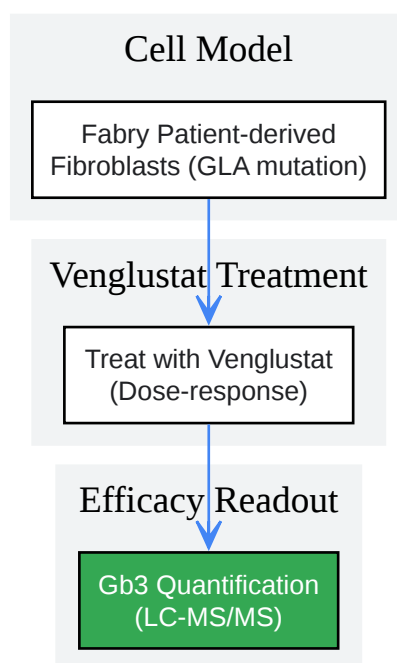 Cell Model
Fabry Patient-derived
Fibroblasts (GLA mutation)
Venglustat Treatment
Treat with Venglustat
(Dose-response)
Efficacy Readout
Gb3 Quantification
(LC-MS/MS)